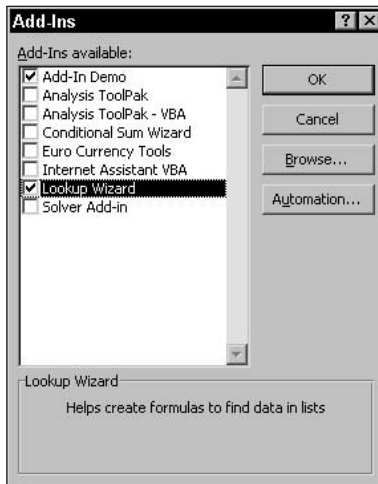 Add-Ins
Add-Ins available:
Add-In Demo
Analysis ToolPak
Analysis ToolPak - VBA
Conditional Sum Wizard
Euro Currency Tools
Internet Assistant VBA
Lookup Wizard
Solver Add-in
OK
Cancel
Browse...
Automation...
Lookup Wizard
Helps create formulas to find data in lists